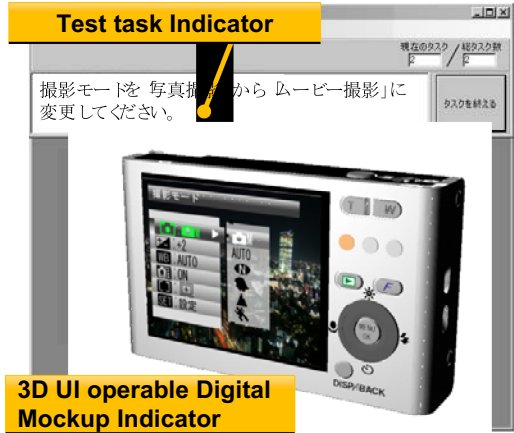 Test task Indicator
現在のタスク / 総タスク数
2 2
撮影モードを 写真撮 から ムービー撮影」に
変更してください。
タスクを終える
撮影モード
+2
AUTO
AUTO
ON
SET 設定
T W
F
MENU
OK
DISP/BACK
3D UI operable Digital
Mockup Indicator